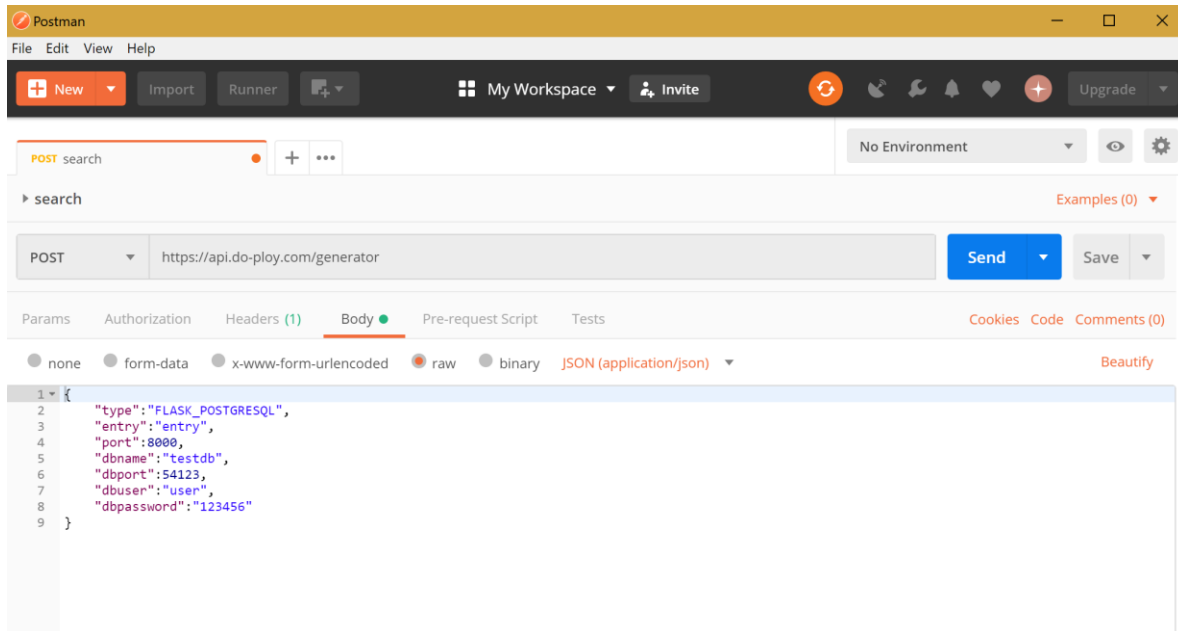 Postman
File Edit View Help
New Import Runner My Workspace Invite Upgrade
POST search No Environment
search Examples (0)
POST https://api.do-ploy.com/generator Send Save
Params Authorization Headers (1) Body Pre-request Script Tests Cookies Code Comments (0)
none form-data x-www-form-urlencoded raw binary JSON (application/json) Beautify
1 {
2 "type":"FLASK_POSTGRESQL",
3 "entry":"entry",
4 "port":8000,
5 "dbname":"testdb",
6 "dbport":54123,
7 "dbuser":"user",
8 "dbpassword":"123456"
9 }